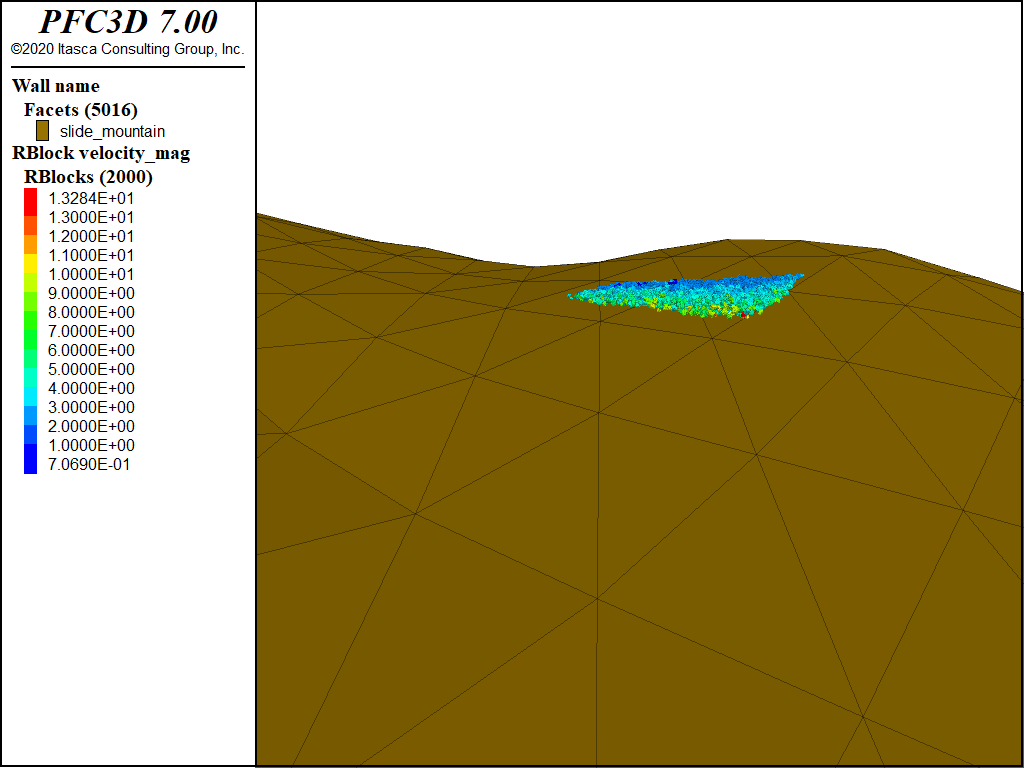 PFC3D 7.00
©2020 Itasca Consulting Group, Inc.
Wall name
Facets (5016)
slide_mountain
RBlock velocity_mag
RBlocks (2000)
1.3284E+01
1.3000E+01
1.2000E+01
1.1000E+01
1.0000E+01
9.0000E+00
8.0000E+00
7.0000E+00
6.0000E+00
5.0000E+00
4.0000E+00
3.0000E+00
2.0000E+00
1.0000E+00
7.0690E-01